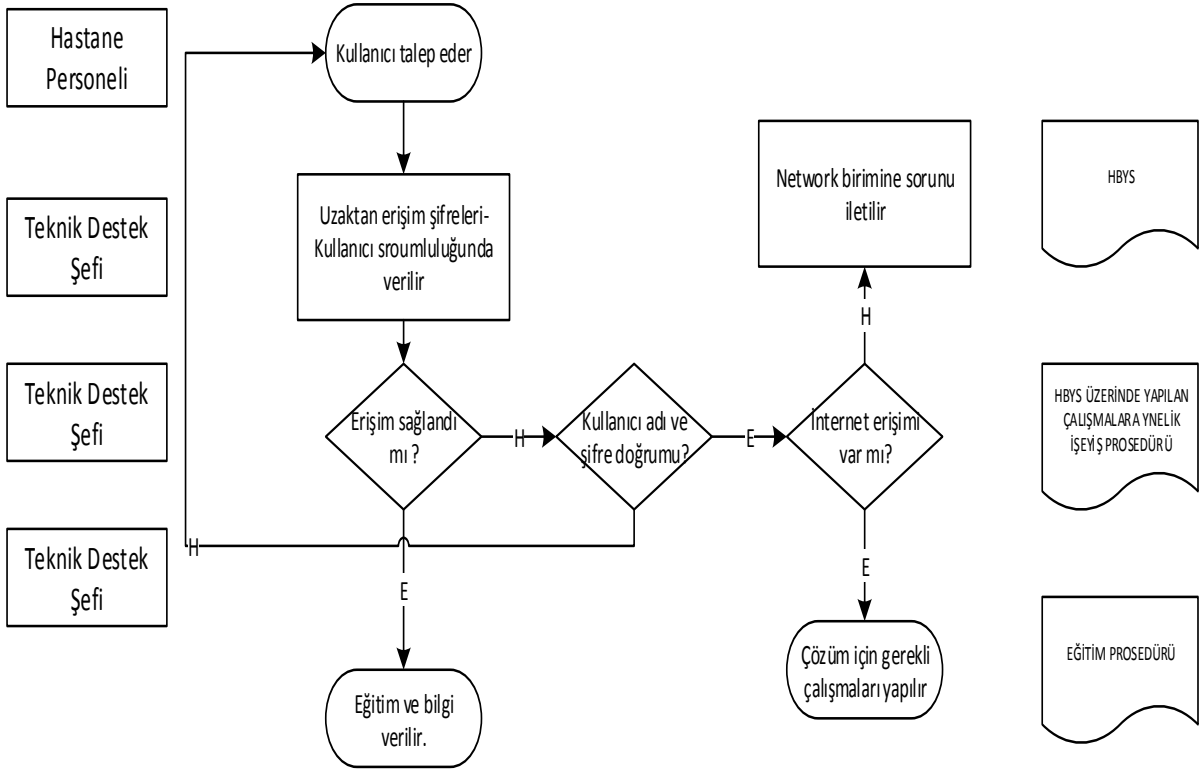 Hastane
Personeli
Kullanıcı talep eder
Network birimine sorunu
iletilir
HBYS
Teknik Destek
Şefi
Uzaktan erişim şifreleri-
Kullanıcı sroumluluğunda
verilir
H
Teknik Destek
Şefi
Erişim sağlandı
mı ?
H
Kullanıcı adı ve
şifre doğrumu?
E
İnternet erişimi
var mı?
HBYS ÜZERİNDE YAPILAN
ÇALIŞMALARA YNELİK
İŞEYİŞ PROSEDÜRÜ
Teknik Destek
Şefi
H
E
E
Eğitim ve bilgi
verilir.
Çözüm için gerekli
çalışmaları yapılır
EĞİTİM PROSEDÜRÜ